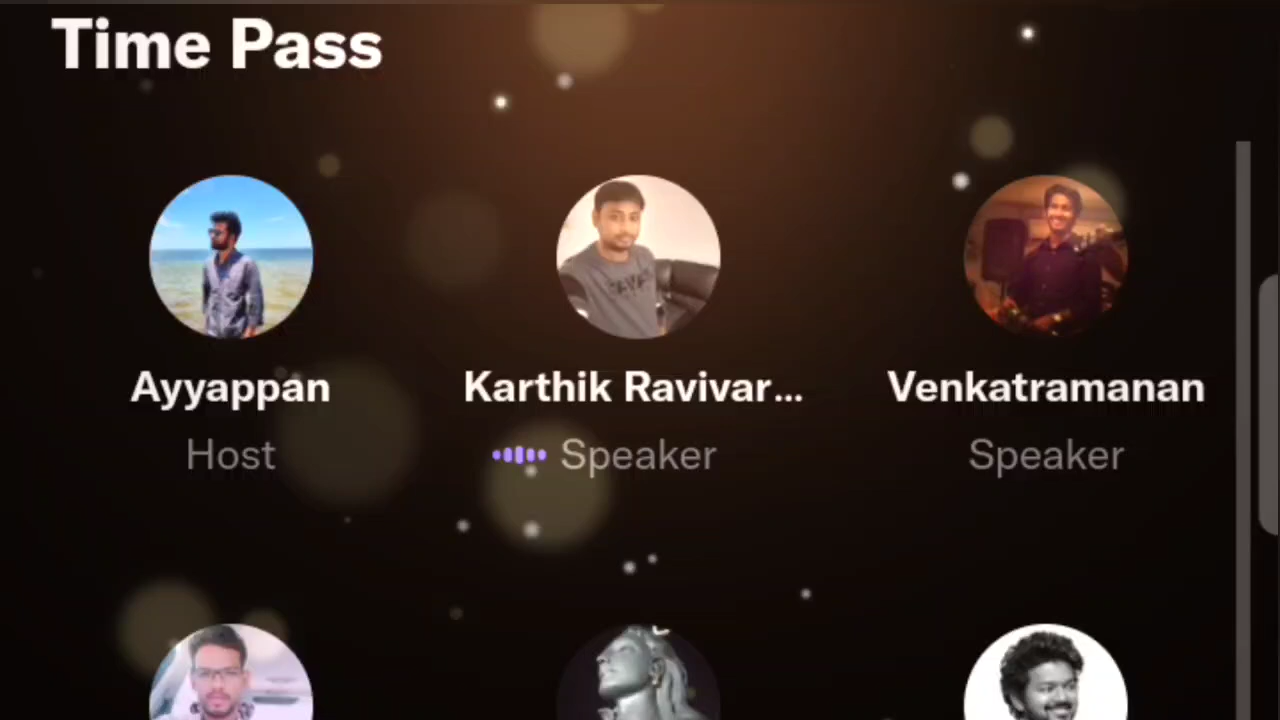 Time Pass
Ayyappan
Karthik Ravivar...
Venkatramanan
Host
Speaker
Speaker